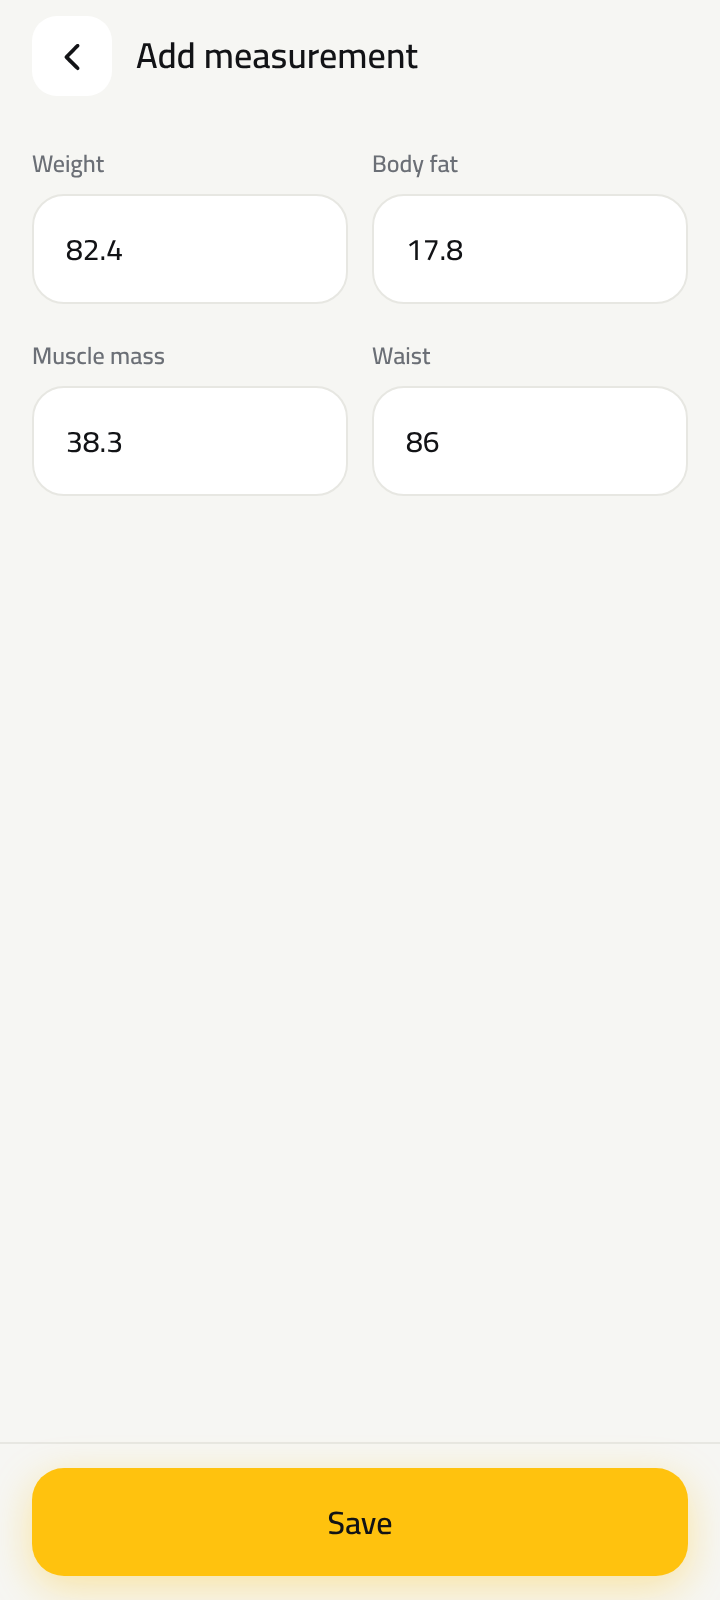 Add measurement
Weight
Body fat
82.4
17.8
Muscle mass
Waist
38.3
86
Save